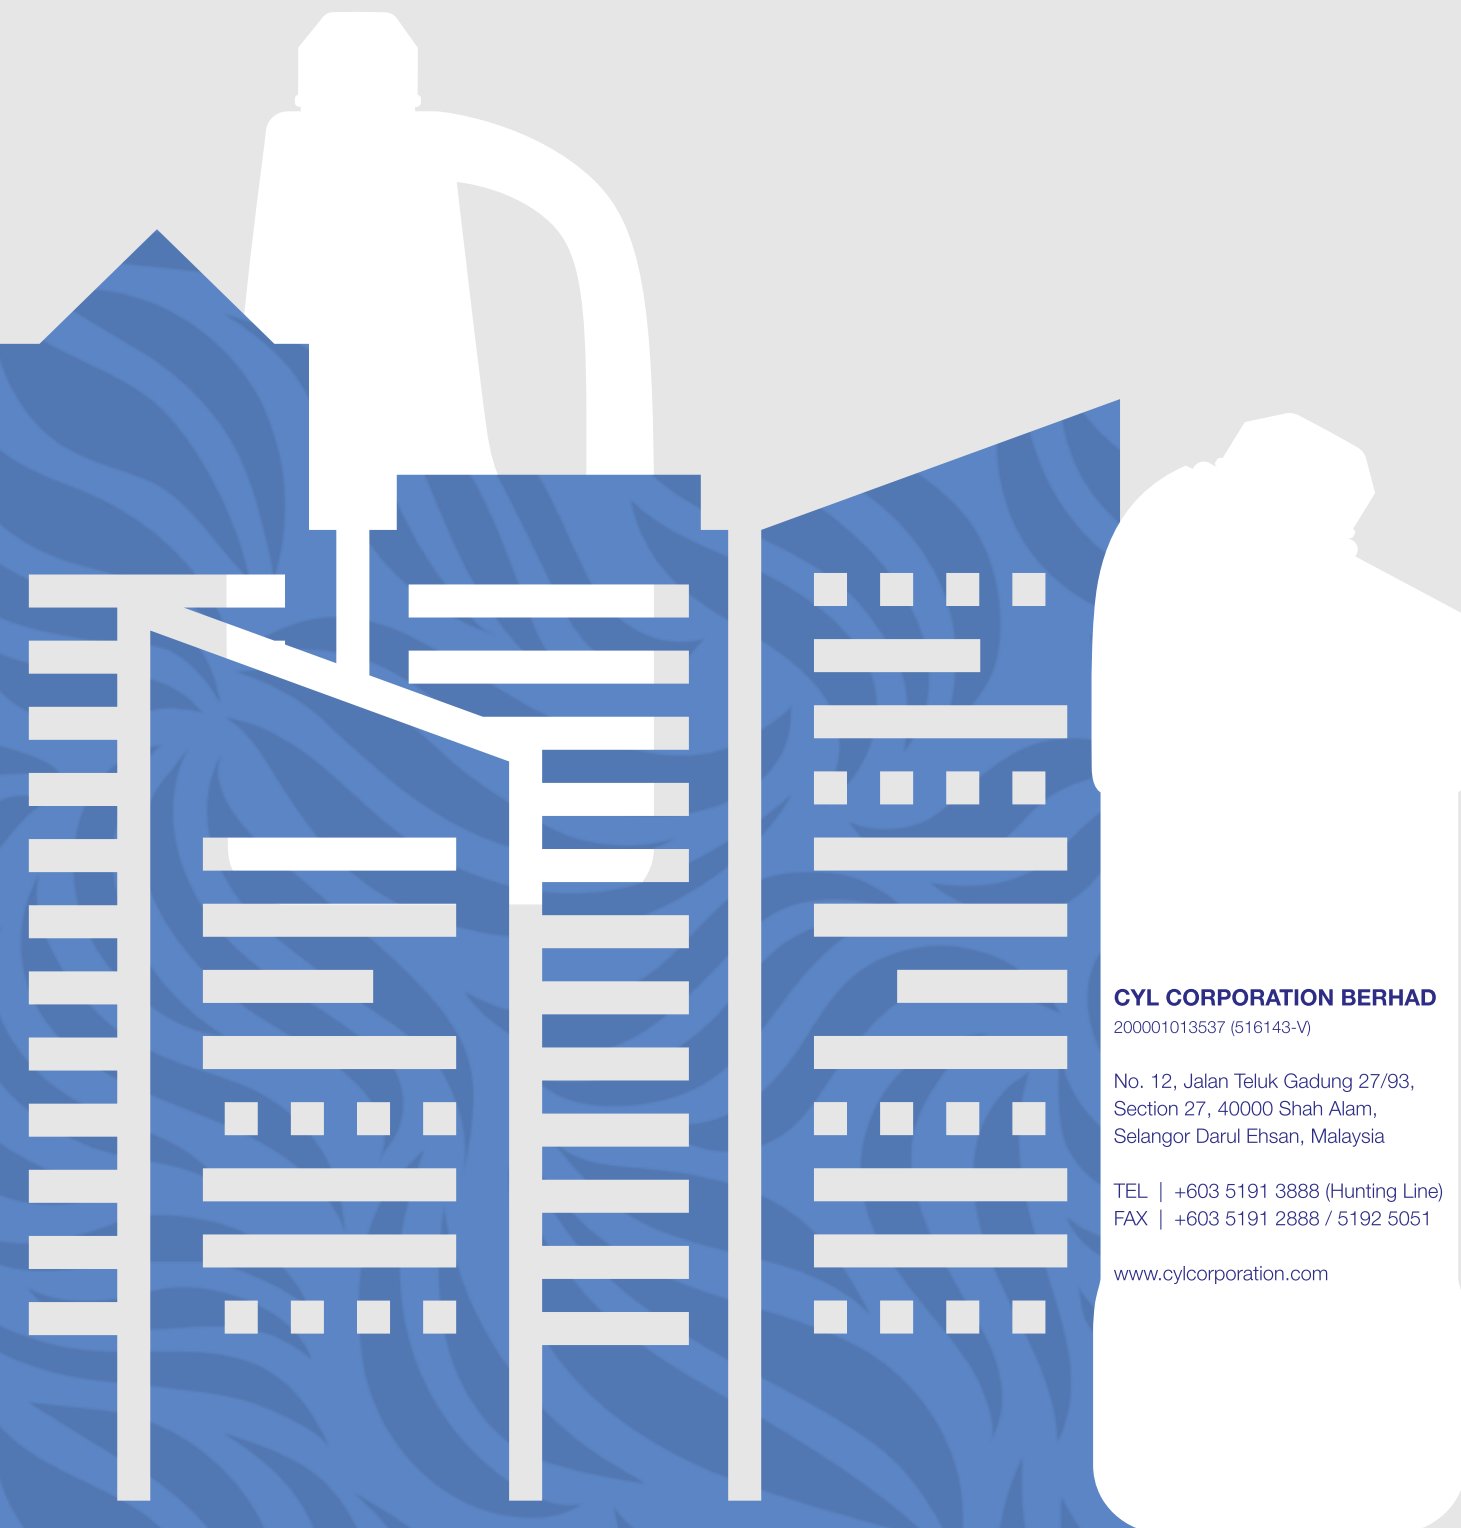 CYL CORPORATION BERHAD
200001013537 (516143-V)
No. 12, Jalan Teluk Gadung 27/93,
Section 27, 40000 Shah Alam,
Selangor Darul Ehsan, Malaysia
TEL | +603 5191 3888 (Hunting Line)
FAX | +603 5191 2888 / 5192 5051
www.cylcorporation.com